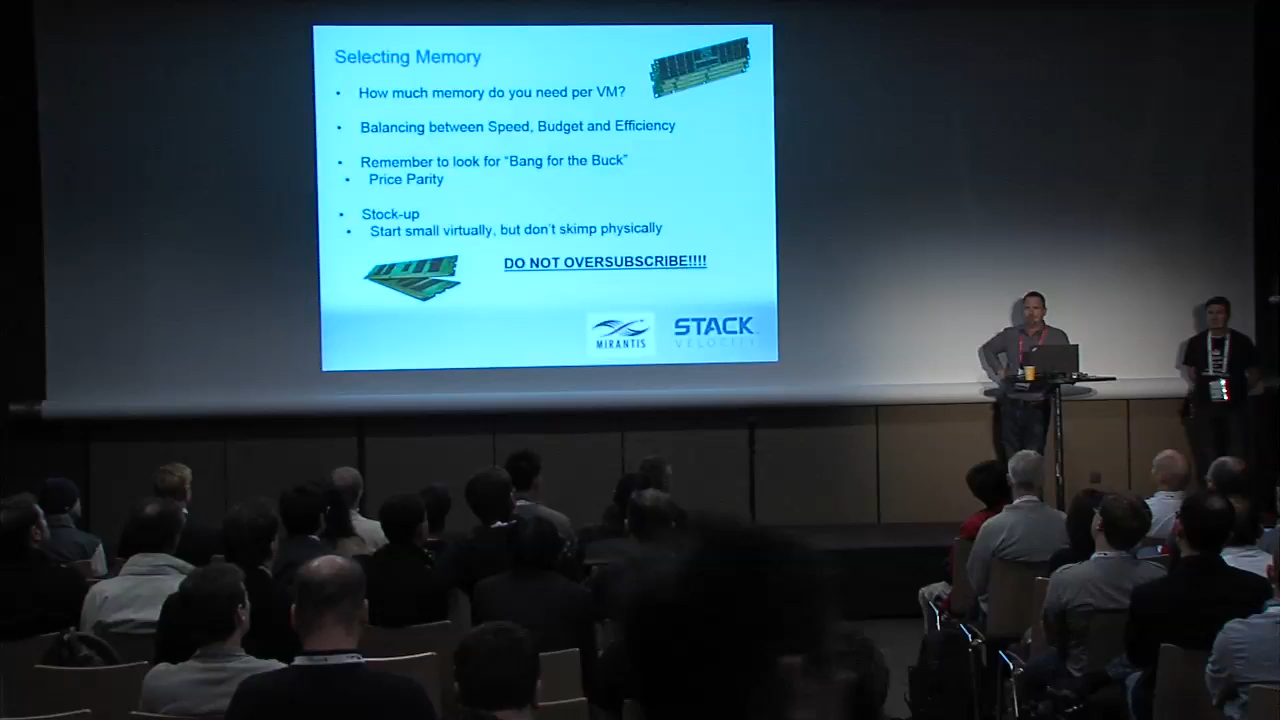 Selecting Memory
• How much memory do you need per VM?
• Balancing between Speed, Budget and Efficiency
• Remember to look for “Bang for the Buck”
• Price Parity
• Stock-up
• Start small virtually, but don’t skimp physically
DO NOT OVERSUBSCRIBE!!!!
MIRANTIS
STACK
VELOCITY